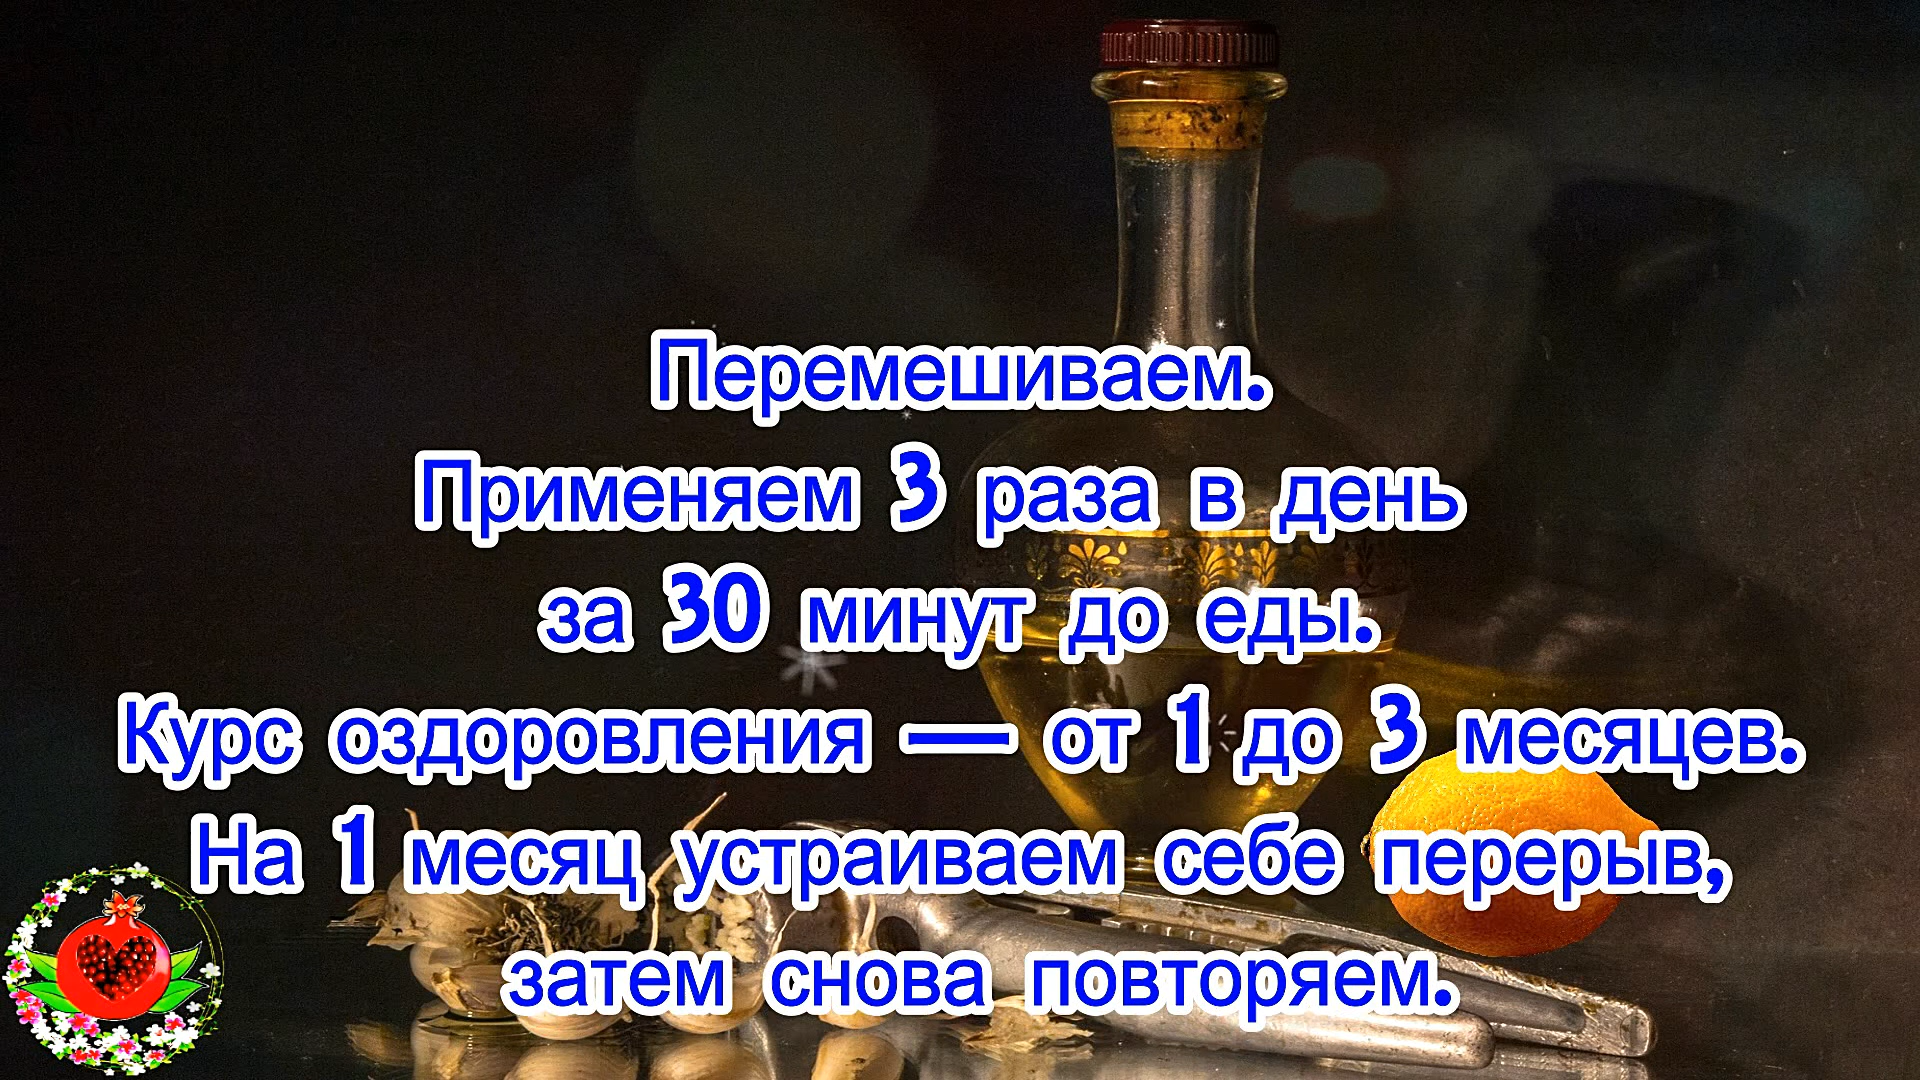 Перемешиваем.
Применяем 3 раза в день
за 30 минут до еды.
Курс оздоровления — от 1 до 3 месяцев.
На 1 месяц устраиваем себе перерыв,
затем снова повторяем.